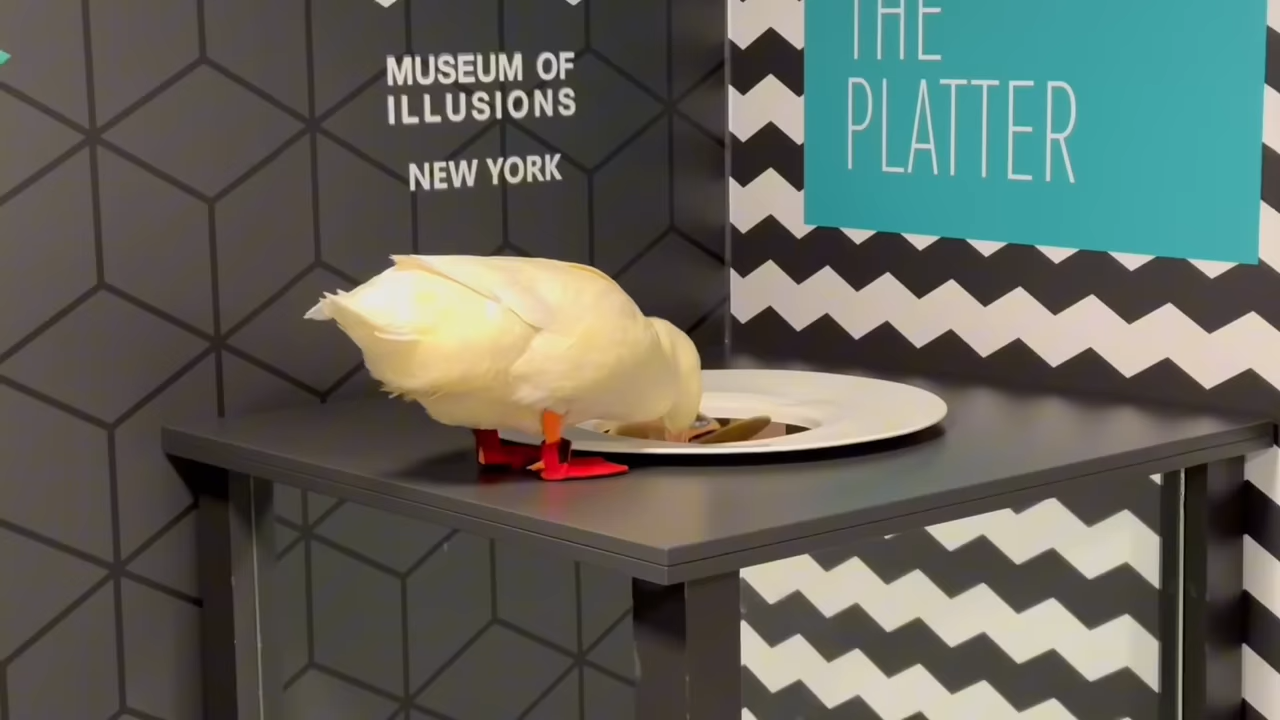 MUSEUM OF
ILLUSIONS
NEW YORK
THE
PLATTER